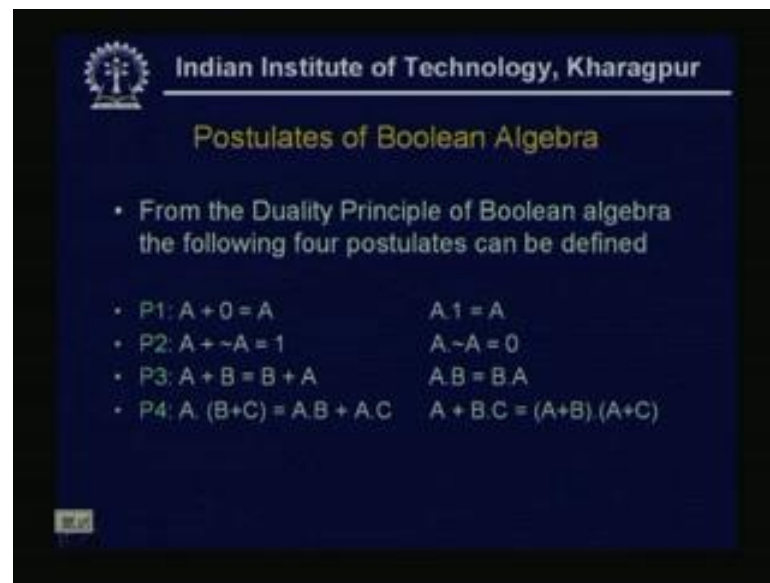 Indian Institute of Technology, Kharagpur
Postulates of Boolean Algebra
• From the Duality Principle of Boolean algebra
the following four postulates can be defined
• P1: A + 0 = A A.1 = A
• P2: A + ~A = 1 A.~A = 0
• P3: A + B = B + A A.B = B.A
• P4: A. (B+C) = A.B + A.C A + B.C = (A+B).(A+C)